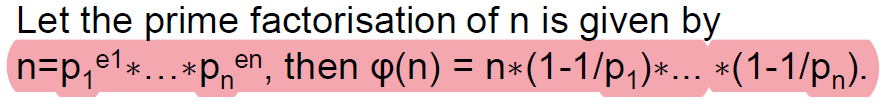 Let the prime factorisation of n is given by
n=p₁ᵉ¹∗…∗pₙᵉⁿ, then φ(n) = n∗(1-1/p₁)∗... ∗(1-1/pₙ).